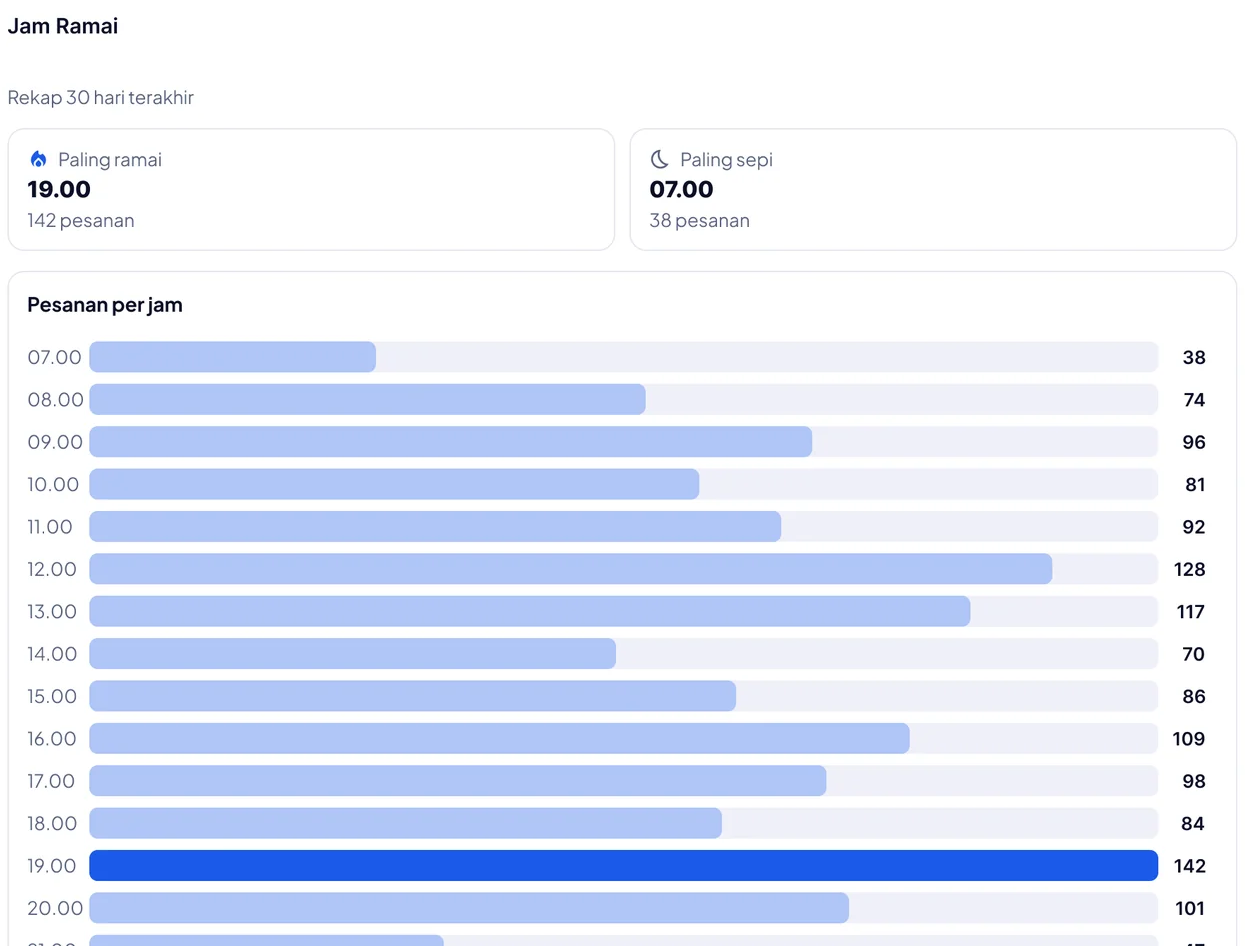 Jam Ramai
Rekap 30 hari terakhir
Paling ramai
19.00
142 pesanan
Paling sepi
07.00
38 pesanan
Pesanan per jam
07.00 38
08.00 74
09.00 96
10.00 81
11.00 92
12.00 128
13.00 117
14.00 70
15.00 86
16.00 109
17.00 98
18.00 84
19.00 142
20.00 101